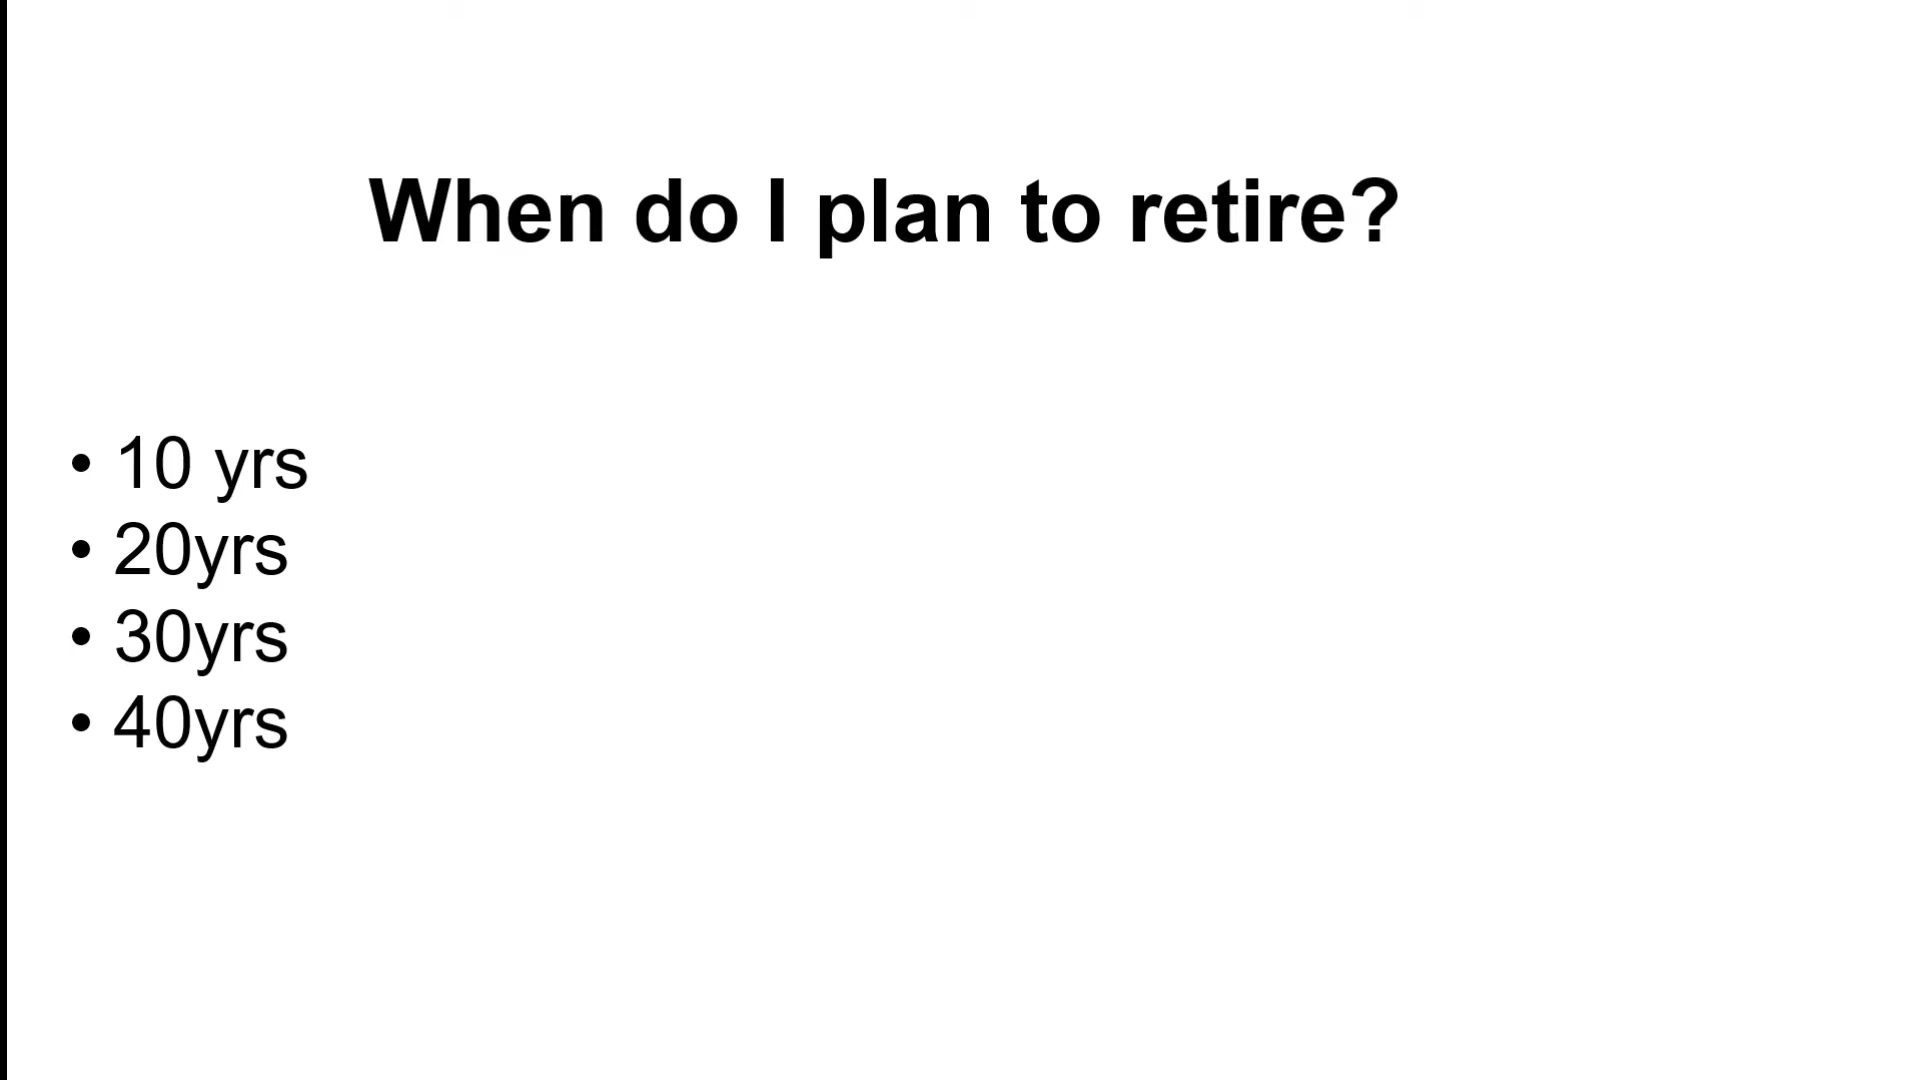 When do I plan to retire?
• 10 yrs
• 20yrs
• 30yrs
• 40yrs